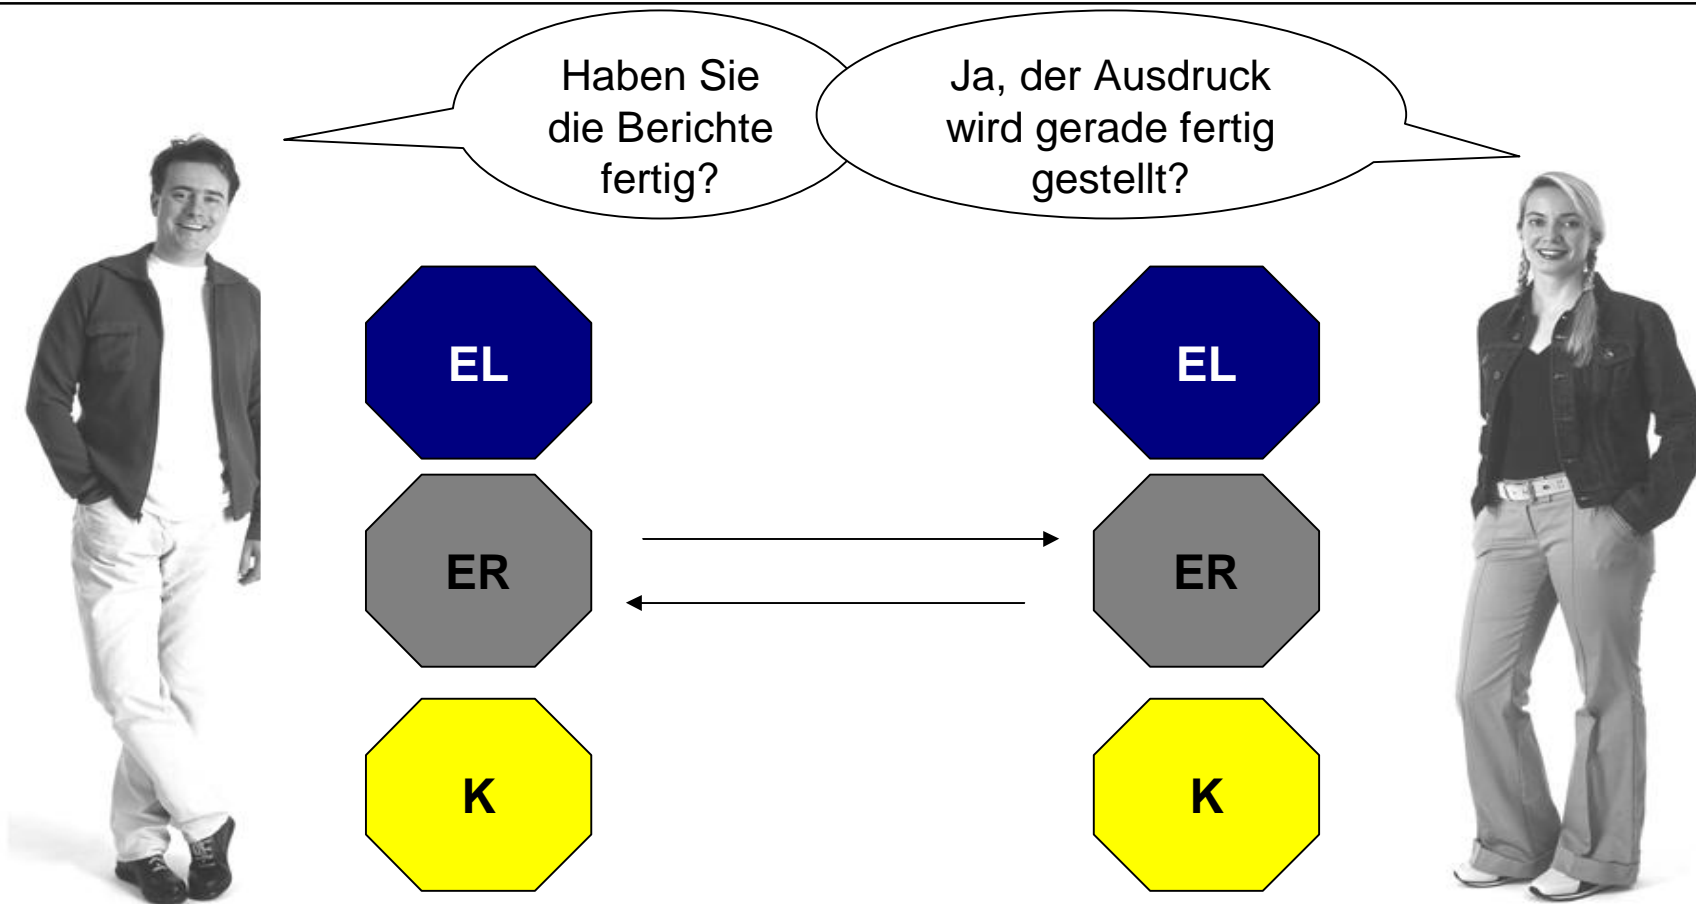 Haben Sie
die Berichte
fertig?
Ja, der Ausdruck
wird gerade fertig
gestellt?
EL
EL
ER
ER
K
K